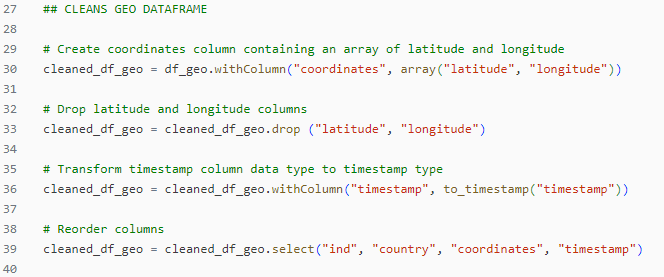 27 ## CLEANS GEO DATAFRAME
28
29 # Create coordinates column containing an array of latitude and longitude
30 cleaned_df_geo = df_geo.withColumn("coordinates", array("latitude", "longitude"))
31
32 # Drop latitude and longitude columns
33 cleaned_df_geo = cleaned_df_geo.drop ("latitude", "longitude")
34
35 # Transform timestamp column data type to timestamp type
36 cleaned_df_geo = cleaned_df_geo.withColumn("timestamp", to_timestamp("timestamp"))
37
38 # Reorder columns
39 cleaned_df_geo = cleaned_df_geo.select("ind", "country", "coordinates", "timestamp")
40